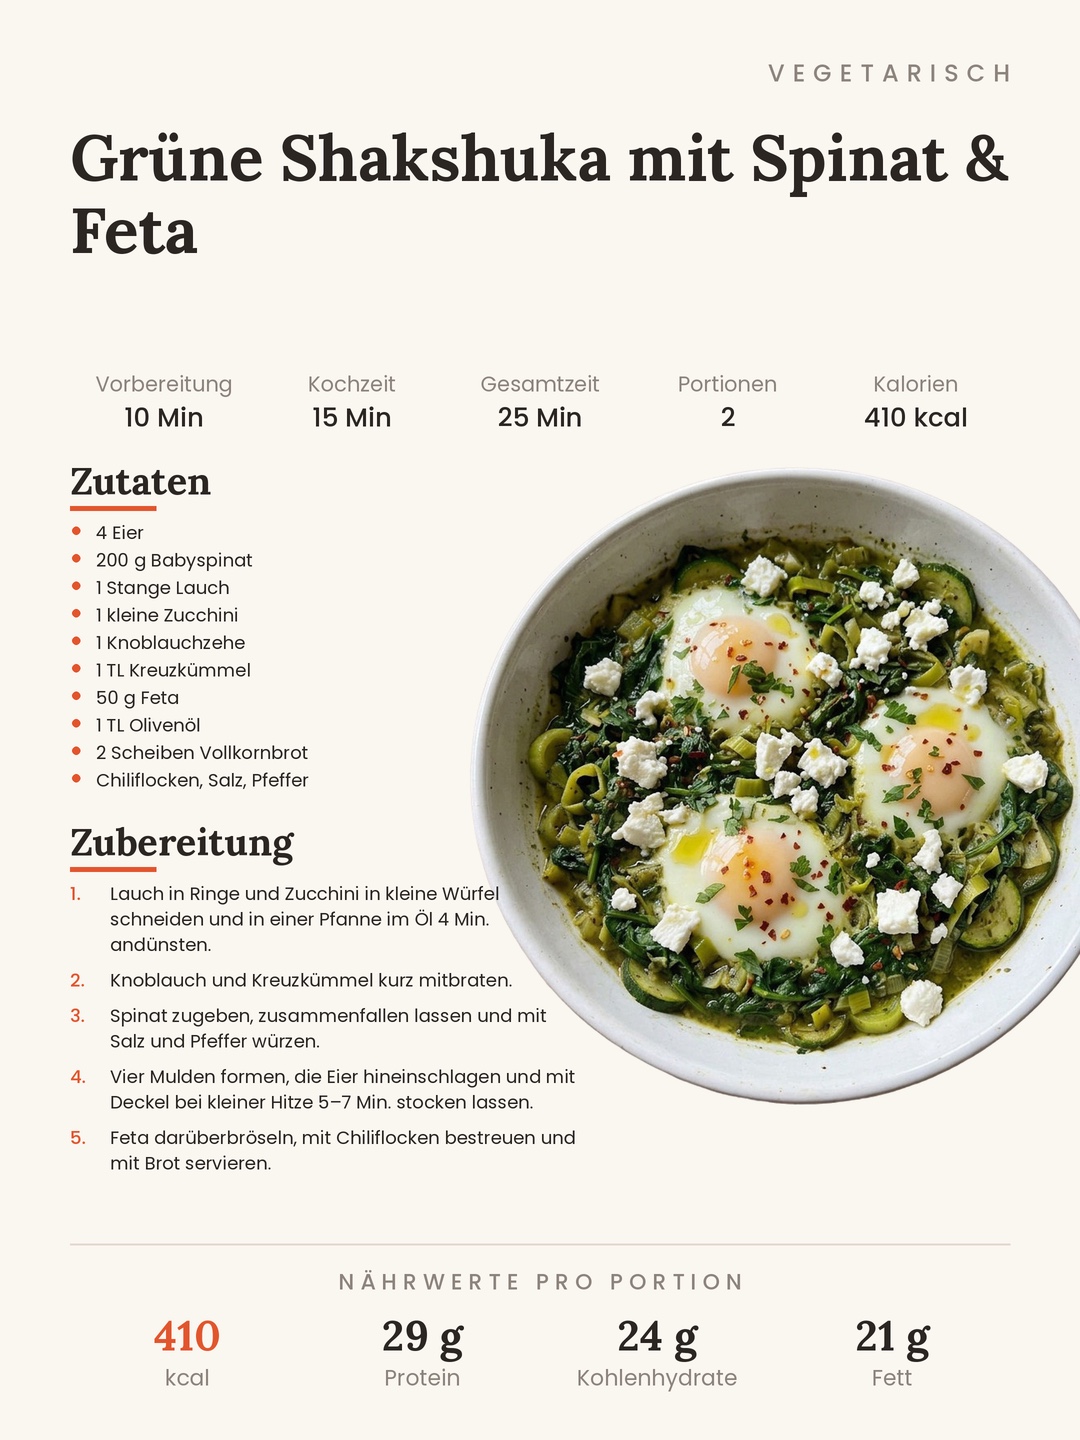 VEGETARISCH
Grüne Shakshuka mit Spinat &
Feta
Vorbereitung Kochzeit Gesamtzeit Portionen Kalorien
10 Min 15 Min 25 Min 2 410 kcal
Zutaten
4 Eier
200 g Babyspinat
1 Stange Lauch
1 kleine Zucchini
1 Knoblauchzehe
1 TL Kreuzkümmel
50 g Feta
1 TL Olivenöl
2 Scheiben Vollkornbrot
Chiliflocken, Salz, Pfeffer
Zubereitung
1. Lauch in Ringe und Zucchini in kleine Würfel
schneiden und in einer Pfanne im Öl 4 Min.
andünsten.
2. Knoblauch und Kreuzkümmel kurz mitbraten.
3. Spinat zugeben, zusammenfallen lassen und mit
Salz und Pfeffer würzen.
4. Vier Mulden formen, die Eier hineinschlagen und mit
Deckel bei kleiner Hitze 5–7 Min. stocken lassen.
5. Feta darüberbröseln, mit Chiliflocken bestreuen und
mit Brot servieren.
NÄHRWERTE PRO PORTION
410 29 g 24 g 21 g
kcal Protein Kohlenhydrate Fett